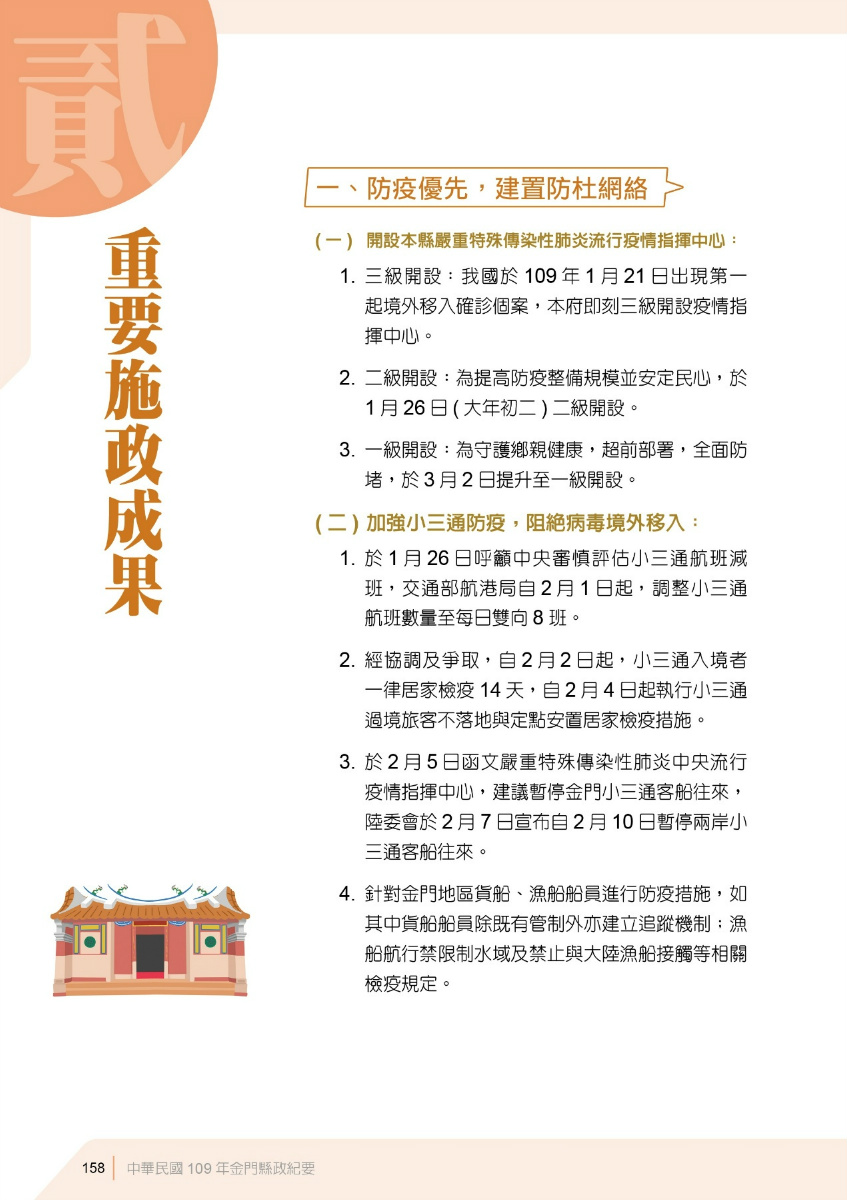 貳
重要施政成果
一、防疫優先，建置防杜網絡
(一) 開設本縣嚴重特殊傳染性肺炎流行疫情指揮中心：
1. 三級開設：我國於 109 年 1 月 21 日出現第一
起境外移入確診個案，本府即刻三級開設疫情指
揮中心。
2. 二級開設：為提高防疫整備規模並安定民心，於
1 月 26 日 ( 大年初二 ) 二級開設。
3. 一級開設：為守護鄉親健康，超前部署，全面防
堵，於 3 月 2 日提升至一級開設。
(二) 加強小三通防疫，阻絕病毒境外移入：
1. 於 1 月 26 日呼籲中央審慎評估小三通航班減
班，交通部航港局自 2 月 1 日起，調整小三通
航班數量至每日雙向 8 班。
2. 經協調及爭取，自 2 月 2 日起，小三通入境者
一律居家檢疫 14 天，自 2 月 4 日起執行小三通
過境旅客不落地與定點安置居家檢疫措施。
3. 於 2 月 5 日函文嚴重特殊傳染性肺炎中央流行
疫情指揮中心，建議暫停金門小三通客船往來，
陸委會於 2 月 7 日宣布自 2 月 10 日暫停兩岸小
三通客船往來。
4. 針對金門地區貨船、漁船船員進行防疫措施，如
其中貨船船員除既有管制外亦建立追蹤機制；漁
船航行禁限制水域及禁止與大陸漁船接觸等相關
檢疫規定。
158 中華民國 109 年金門縣政紀要